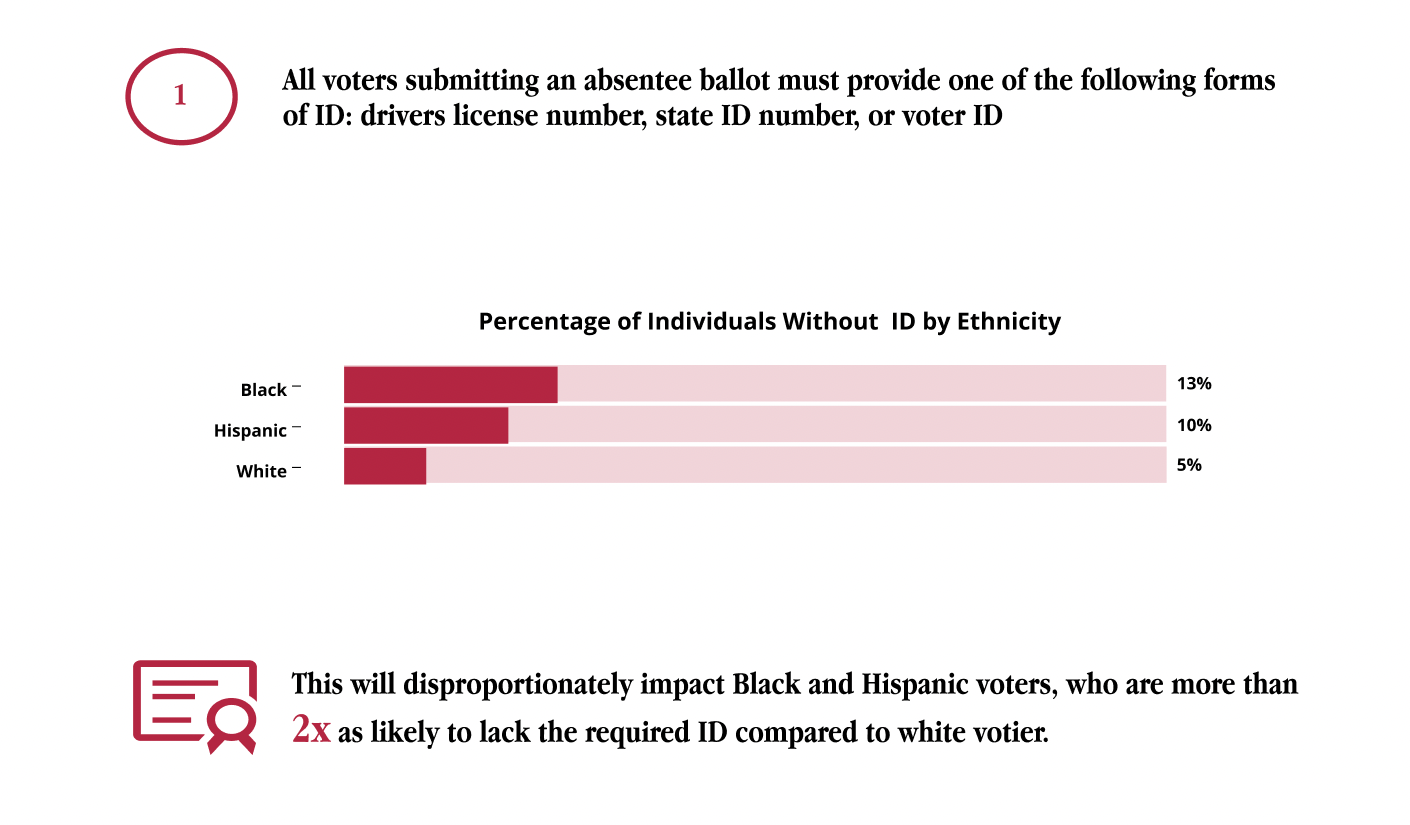 1
All voters submitting an absentee ballot must provide one of the following forms
of ID: drivers license number, state ID number, or voter ID
Percentage of Individuals Without ID by Ethnicity
Black
13%
Hispanic
10%
White
5%
This will disproportionately impact Black and Hispanic voters, who are more than
2x as likely to lack the required ID compared to white votier.